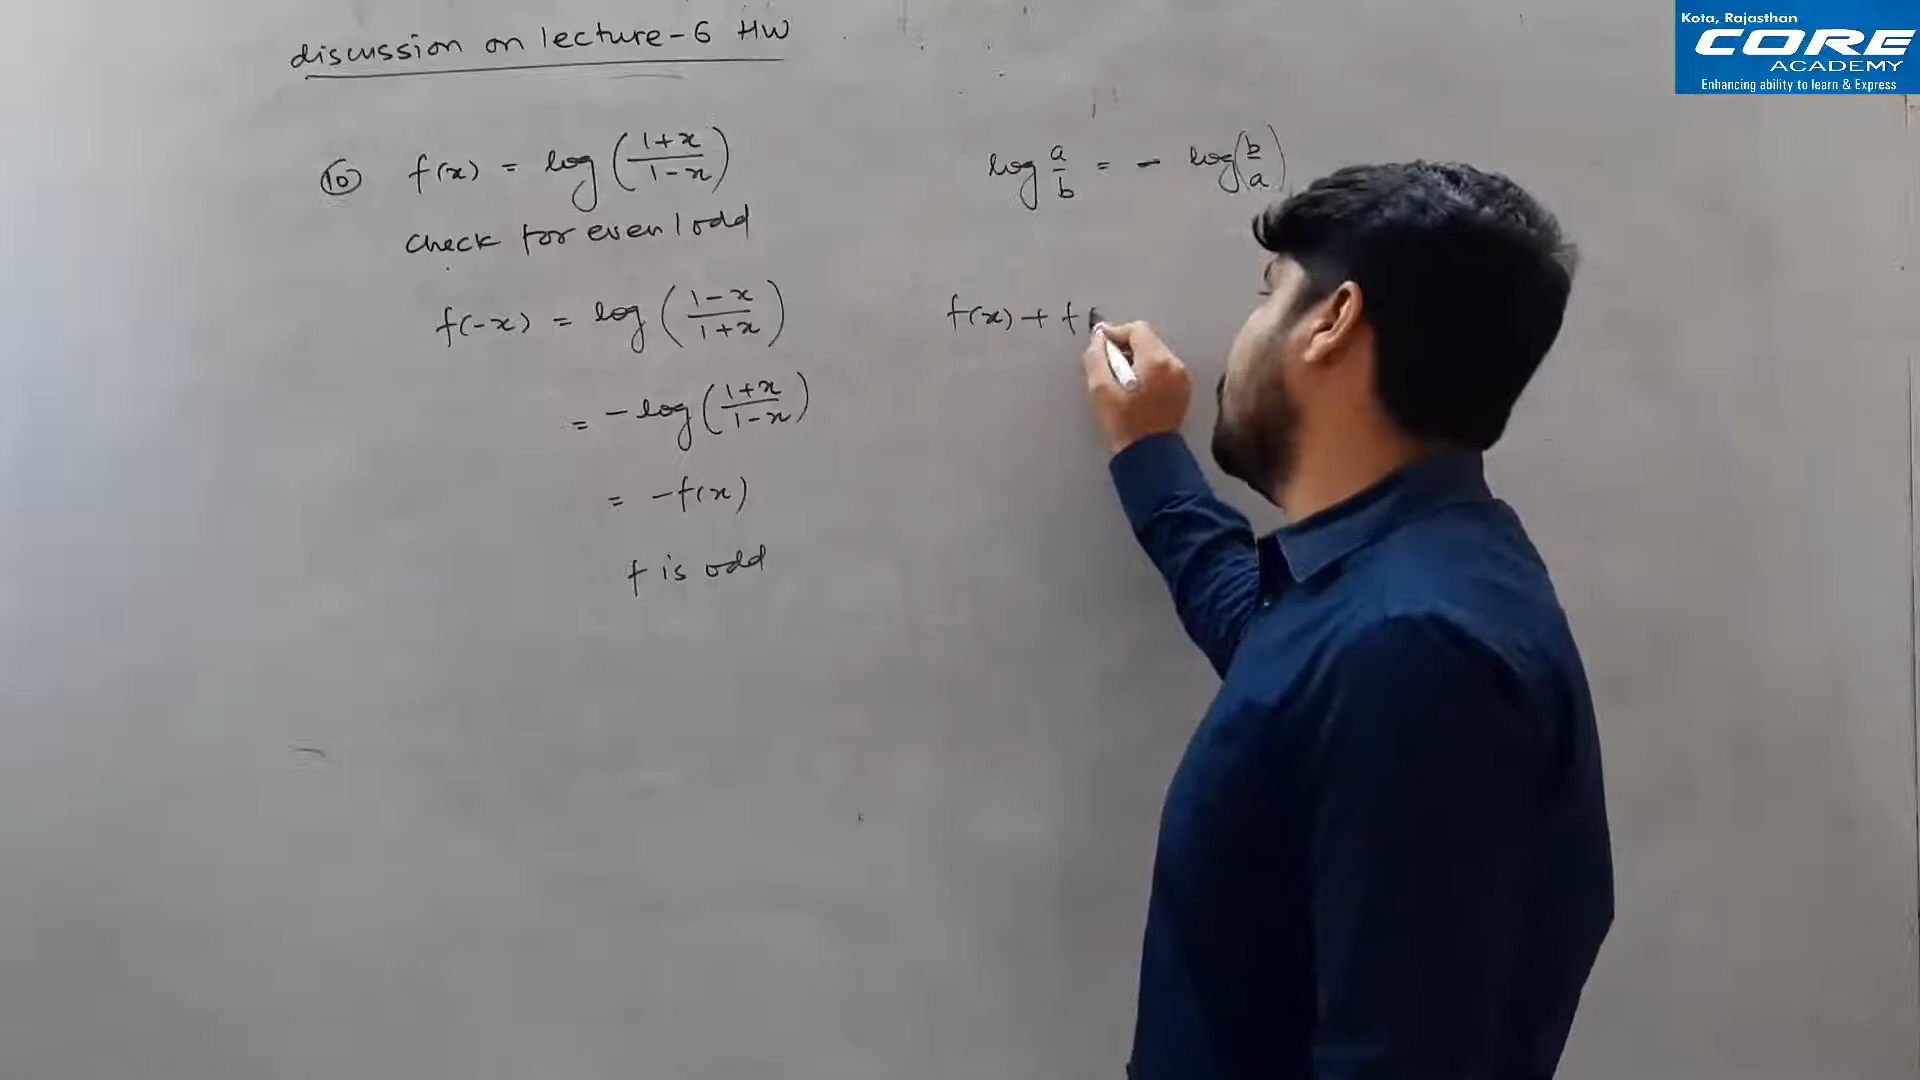 discussion on lecture-6 HW
(10) f(x) = log ( (1+x)/(1-x) )
check for even/odd
f(-x) = log ( (1-x)/(1+x) )
= -log ( (1+x)/(1-x) )
= -f(x)
f is odd
log a/b = - log (b/a)
f(x) + f(
Kota, Rajasthan
CORE
ACADEMY
Enhancing ability to learn & Express